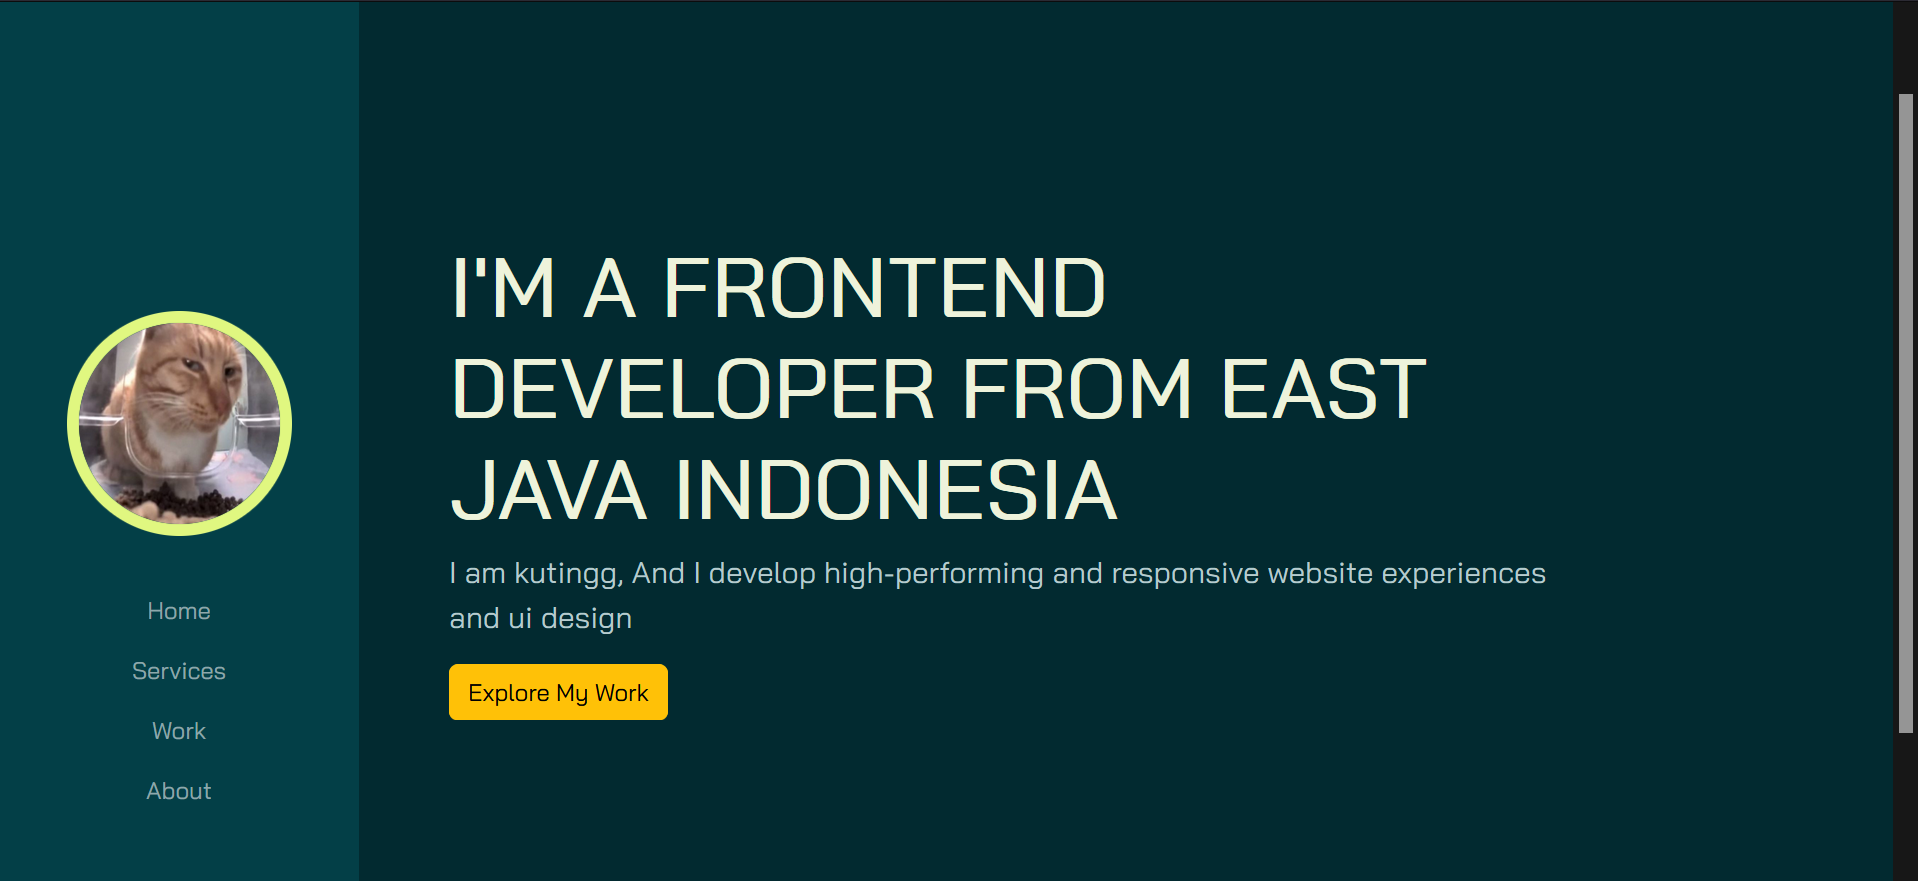 Home
Services
Work
About
I'M A FRONTEND
DEVELOPER FROM EAST
JAVA INDONESIA
I am kutingg, And I develop high-performing and responsive website experiences
and ui design
Explore My Work